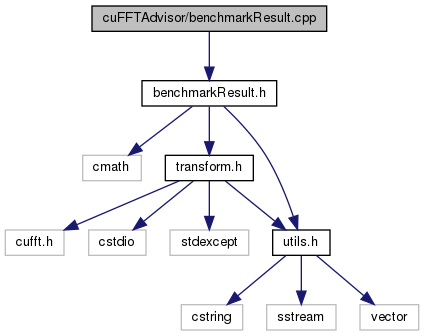 cuFFTAdvisor/benchmarkResult.cpp
benchmarkResult.h
cmath
transform.h
cufft.h
cstdio
stdexcept
utils.h
cstring
sstream
vector